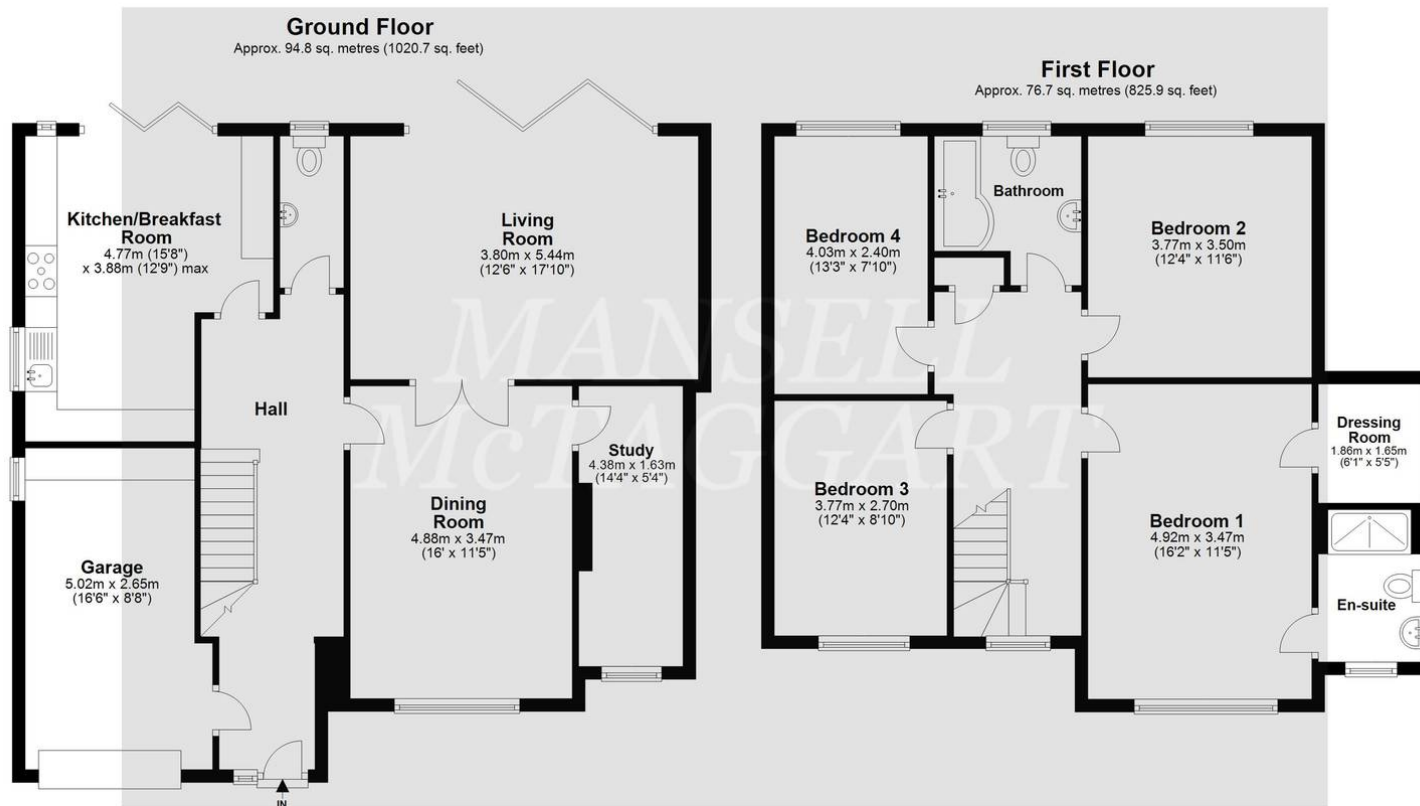 Ground Floor
Approx. 94.8 sq. metres (1020.7 sq. feet)
First Floor
Approx. 76.7 sq. metres (825.9 sq. feet)
Kitchen/Breakfast
Room
4.77m (15'8")
x 3.88m (12'9") max
Living
Room
3.80m x 5.44m
(12'6" x 17'10")
Hall
Study
4.38m x 1.63m
(14'4" x 5'4")
Dining
Room
4.88m x 3.47m
(16' x 11'5")
Garage
5.02m x 2.65m
(16'6" x 8'8")
IN
Bedroom 4
4.03m x 2.40m
(13'3" x 7'10")
Bathroom
Bedroom 2
3.77m x 3.50m
(12'4" x 11'6")
Bedroom 3
3.77m x 2.70m
(12'4" x 8'10")
Bedroom 1
4.92m x 3.47m
(16'2" x 11'5")
Dressing
Room
1.86m x 1.65m
(6'1" x 5'5")
En-suite
MANSELL
McTAGGART